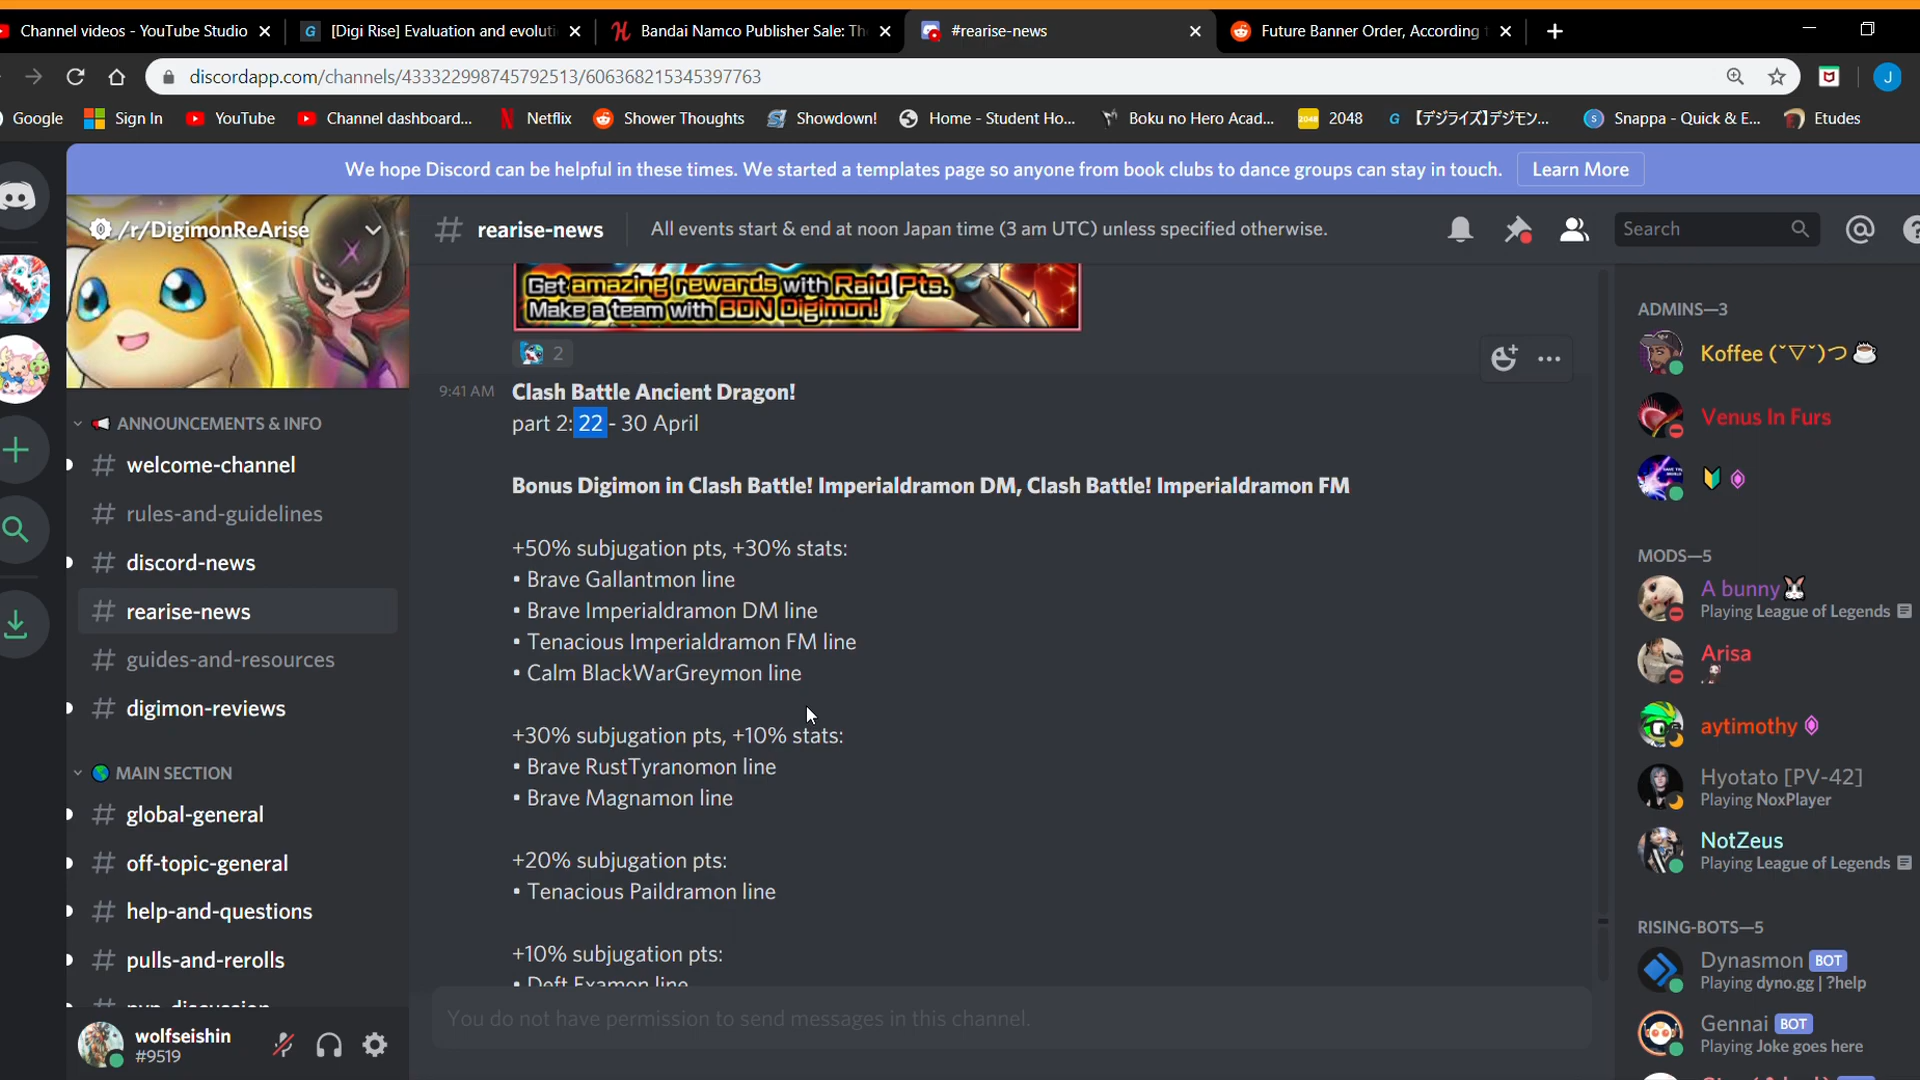 Channel videos - YouTube Studio
[Digi Rise] Evaluation and evoluti
Bandai Namco Publisher Sale: Th
#rearise-news
Future Banner Order, According t
discordapp.com/channels/433322998745792513/606368215345397763
J
Google
Sign In
YouTube
Channel dashboard...
Netflix
Shower Thoughts
Showdown!
Home - Student Ho...
Boku no Hero Acad...
2048
【デジライズ】デジモン...
Snappa - Quick & E...
Etudes
We hope Discord can be helpful in these times. We started a templates page so anyone from book clubs to dance groups can stay in touch.
Learn More
/r/DigimonReArise
# rearise-news
All events start & end at noon Japan time (3 am UTC) unless specified otherwise.
Search
ANNOUNCEMENTS & INFO
# welcome-channel
# rules-and-guidelines
# discord-news
# rearise-news
# guides-and-resources
# digimon-reviews
MAIN SECTION
# global-general
# off-topic-general
# help-and-questions
# pulls-and-rerolls
# pvp-discussion
wolfseishin
#9519
Get amazing rewards with Raid Pts.
Make a team with BDN Digimon!
2
9:41 AM
Clash Battle Ancient Dragon!
part 2: 22 - 30 April
Bonus Digimon in Clash Battle! Imperialdramon DM, Clash Battle! Imperialdramon FM
+50% subjugation pts, +30% stats:
• Brave Gallantmon line
• Brave Imperialdramon DM line
• Tenacious Imperialdramon FM line
• Calm BlackWarGreymon line
+30% subjugation pts, +10% stats:
• Brave RustTyranomon line
• Brave Magnamon line
+20% subjugation pts:
• Tenacious Paildramon line
+10% subjugation pts:
• Deft Examon line
You do not have permission to send messages in this channel.
ADMINS—3
Koffee (˘▽˘)つ☕
Venus In Furs
MODS—5
A bunny🐰
Playing League of Legends
Arisa
aytimothy
Hyotato [PV-42]
Playing NoxPlayer
NotZeus
Playing League of Legends
RISING-BOTS—5
Dynasmon BOT
Playing dyno.gg | ?help
Gennai BOT
Playing Joke goes here